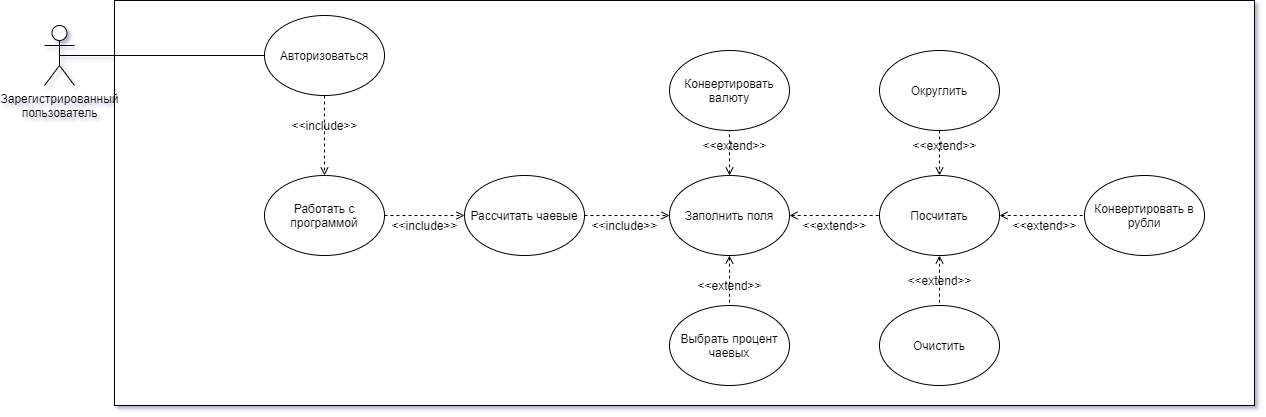 Авторизоваться
Зарегистрированный
пользователь
<<include>>
Конвертировать
валюту
Округлить
<<extend>>
<<extend>>
Работать с
программой
<<include>>
Рассчитать чаевые
<<include>>
Заполнить поля
<<extend>>
Посчитать
<<extend>>
Конвертировать в
рубли
<<extend>>
<<extend>>
Выбрать процент
чаевых
Очистить